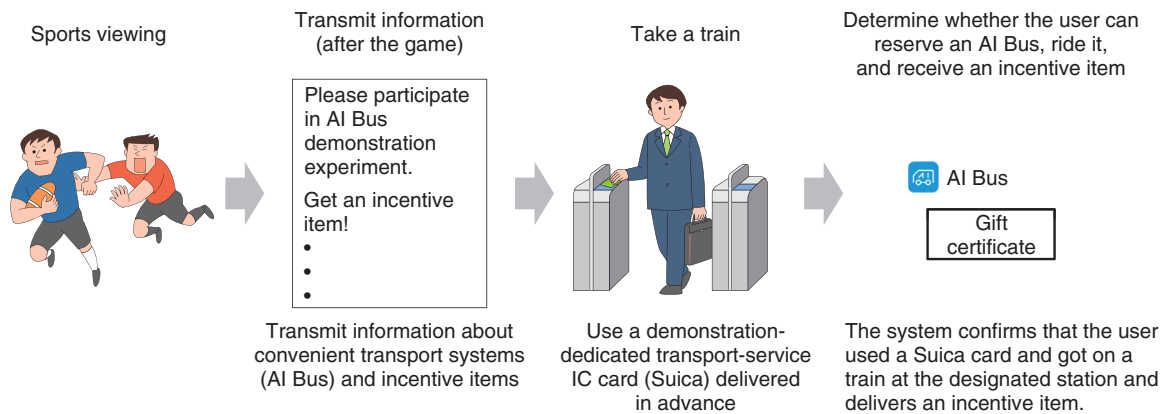 Sports viewing
Transmit information
(after the game)
Take a train
Determine whether the user can
reserve an AI Bus, ride it,
and receive an incentive item
Please participate
in AI Bus
demonstration
experiment.
Get an incentive
item!
•
•
•
AI Bus
Gift
certificate
Transmit information about
convenient transport systems
(AI Bus) and incentive items
Use a demonstration-
dedicated transport-service
IC card (Suica) delivered
in advance
The system confirms that the user
used a Suica card and got on a
train at the designated station and
delivers an incentive item.